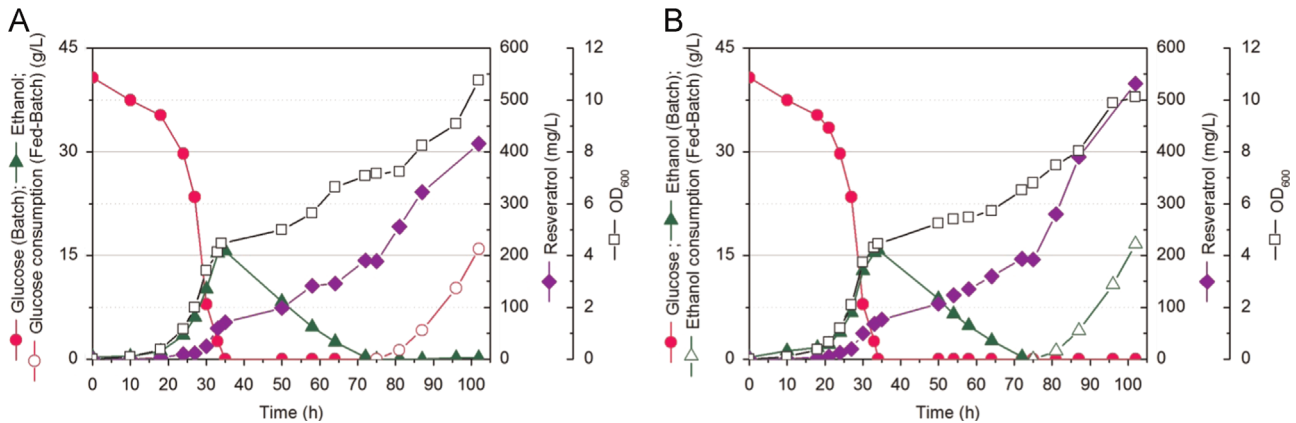 A
Glucose (Batch); Ethanol;
Glucose consumption (Fed-Batch) (g/L)
45
30
15
0
0 10 20 30 40 50 60 70 80 90 100
Time (h)
600
500
400
300
200
100
0
Resveratrol (mg/L)
12
10
8
6
4
2
0
OD600
B
Glucose ; Ethanol (Batch);
Ethanol consumption (Fed-Batch) (g/L)
45
30
15
0
0 10 20 30 40 50 60 70 80 90 100
Time (h)
600
500
400
300
200
100
0
Resveratrol (mg/L)
12
10
8
6
4
2
0
OD600